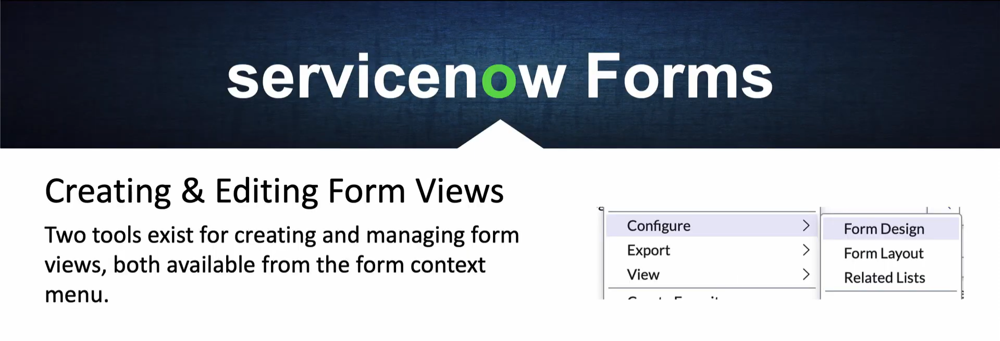 servicenow Forms
Creating & Editing Form Views
Two tools exist for creating and managing form
views, both available from the form context
menu.
Configure
Export
View
Form Design
Form Layout
Related Lists